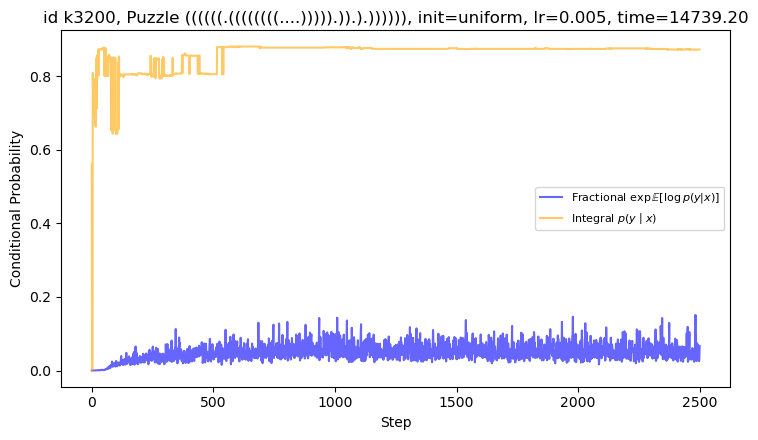 id k3200, Puzzle ((((((.((((((((....))))).)).).)))))), init=uniform, lr=0.005, time=14739.20
Conditional Probability
0.8
0.6
0.4
0.2
0.0
Fractional exp𝔼[log p(y|x)]
Integral p(y | x)
0
500
1000
1500
2000
2500
Step